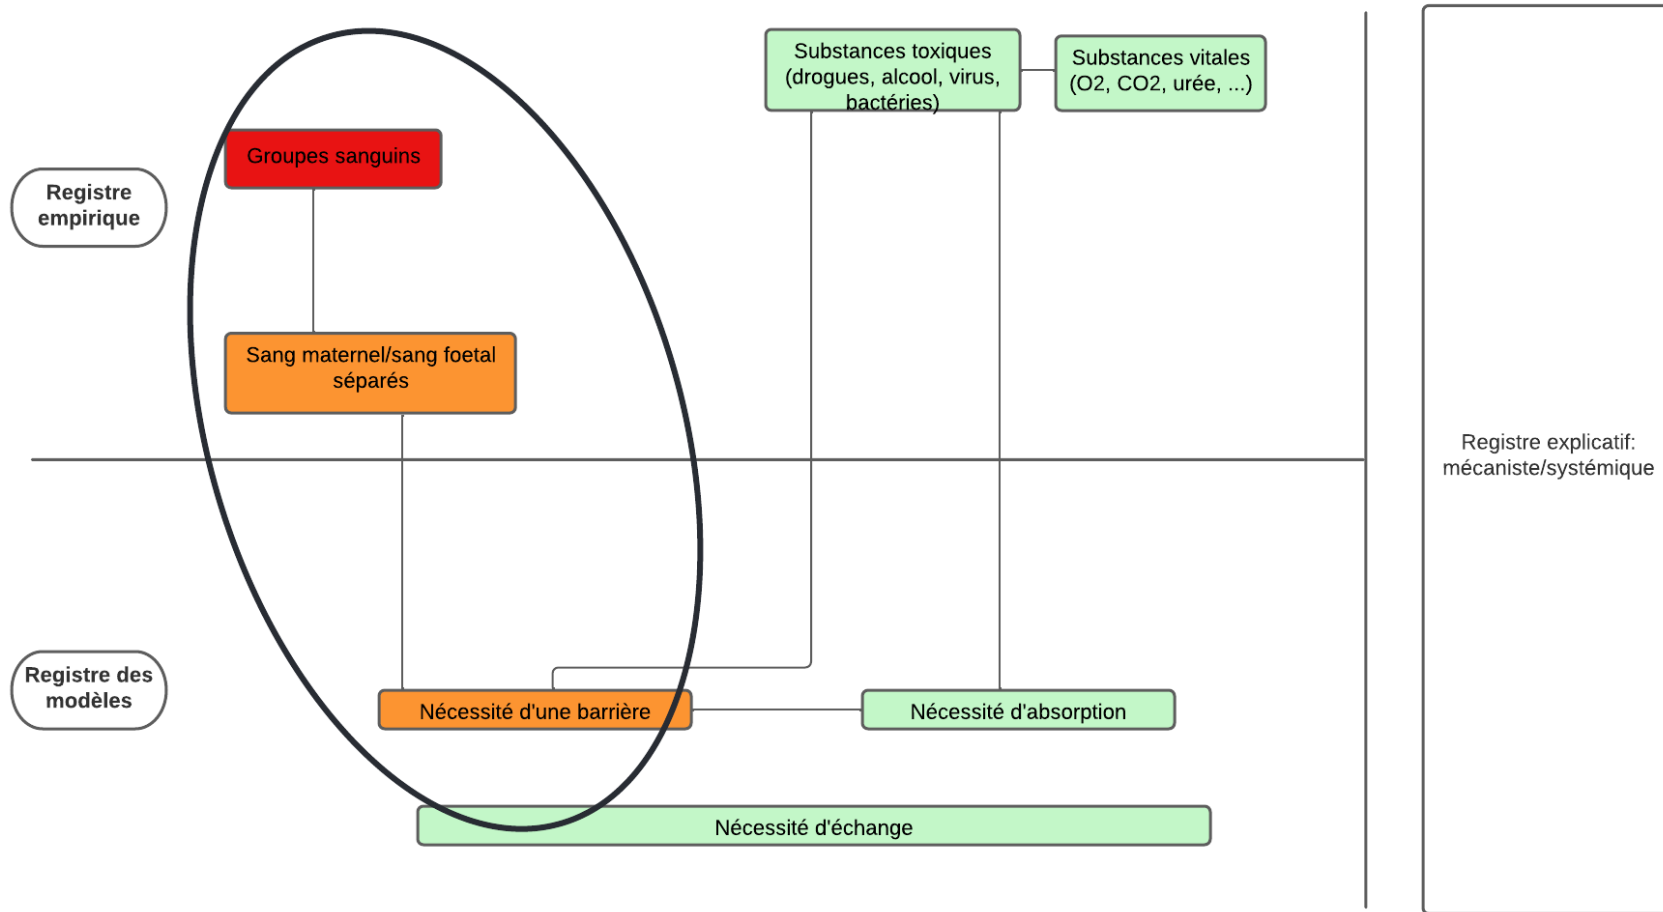 Substances toxiques
(drogues, alcool, virus,
bactéries)
Substances vitales
(O2, CO2, urée, ...)
Groupes sanguins
Registre
empirique
Sang maternel/sang foetal
séparés
Registre explicatif:
mécaniste/systémique
Registre des
modèles
Nécessité d'une barrière
Nécessité d'absorption
Nécessité d'échange